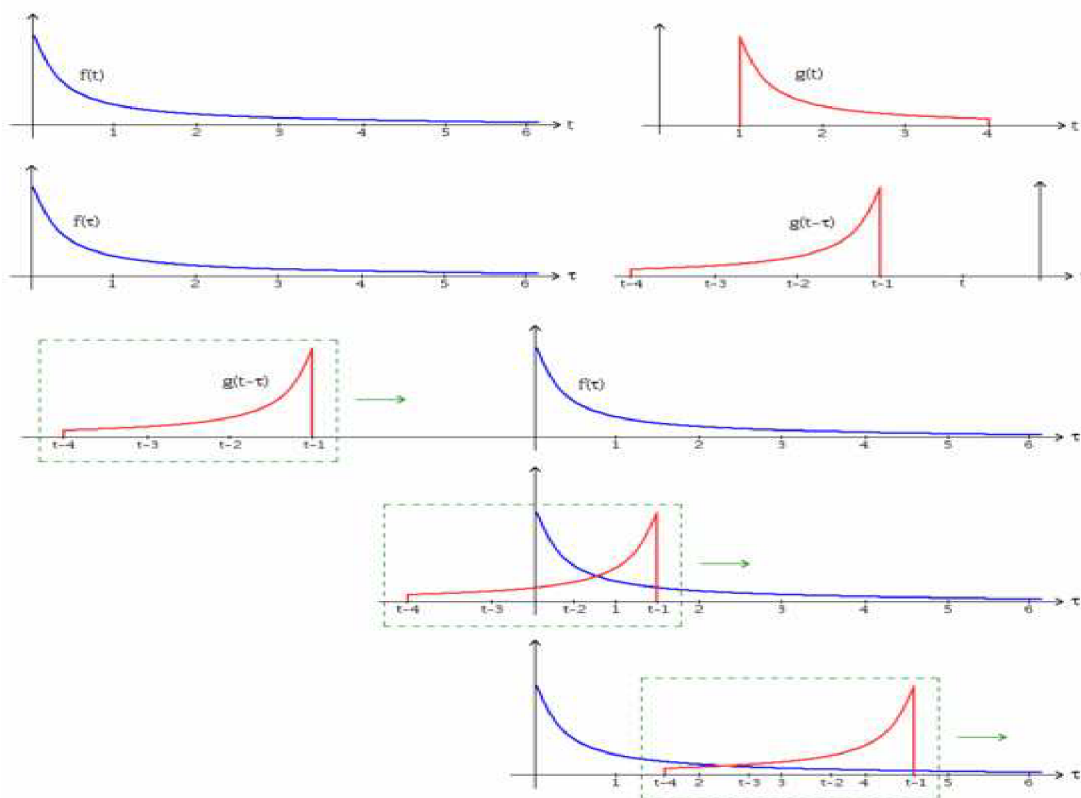 f(t)
1 2 3 4 5 6 t
g(t)
1 2 3 4 t
f(τ)
1 2 3 4 5 6 τ
g(t-τ)
t-4 t-3 t-2 t-1 t
g(t-τ) f(τ)
t-4 t-3 t-2 t-1 1 2 3 4 5 6 τ
t-4 t-3 t-2 1 t-1 2 3 4 5 6 τ
1 t-4 2 t-3 3 t-2 4 t-1 5 6 τ